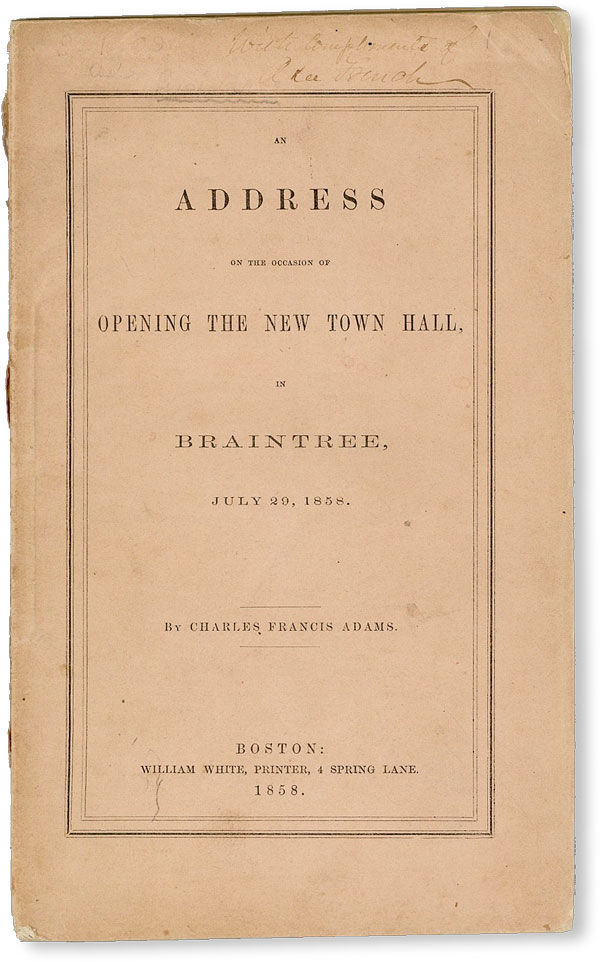 With Compliments of
French
AN
ADDRESS
ON THE OCCASION OF
OPENING THE NEW TOWN HALL,
IN
BRAINTREE,
JULY 29, 1858.
BY CHARLES FRANCIS ADAMS.
BOSTON:
WILLIAM WHITE, PRINTER, 4 SPRING LANE.
1858.